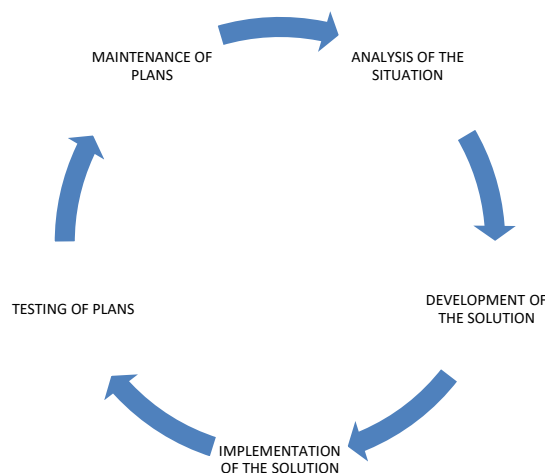 MAINTENANCE OF
PLANS
ANALYSIS OF THE
SITUATION
DEVELOPMENT OF
THE SOLUTION
IMPLEMENTATION
OF THE SOLUTION
TESTING OF PLANS